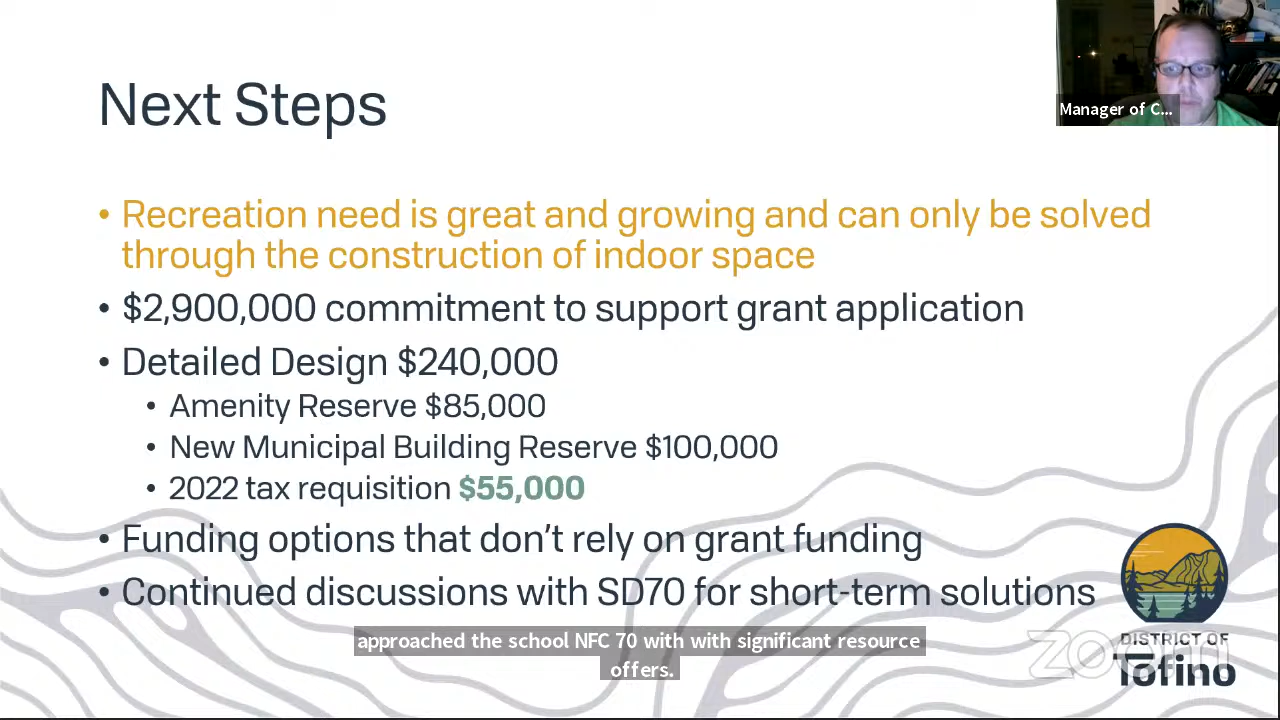 Manager of C...
Next Steps
• Recreation need is great and growing and can only be solved
through the construction of indoor space
• $2,900,000 commitment to support grant application
• Detailed Design $240,000
• Amenity Reserve $85,000
• New Municipal Building Reserve $100,000
• 2022 tax requisition $55,000
• Funding options that don’t rely on grant funding
• Continued discussions with SD70 for short-term solutions
approached the school NFC 70 with with significant resource
offers.
DISTRICT OF
Tofino
zoom